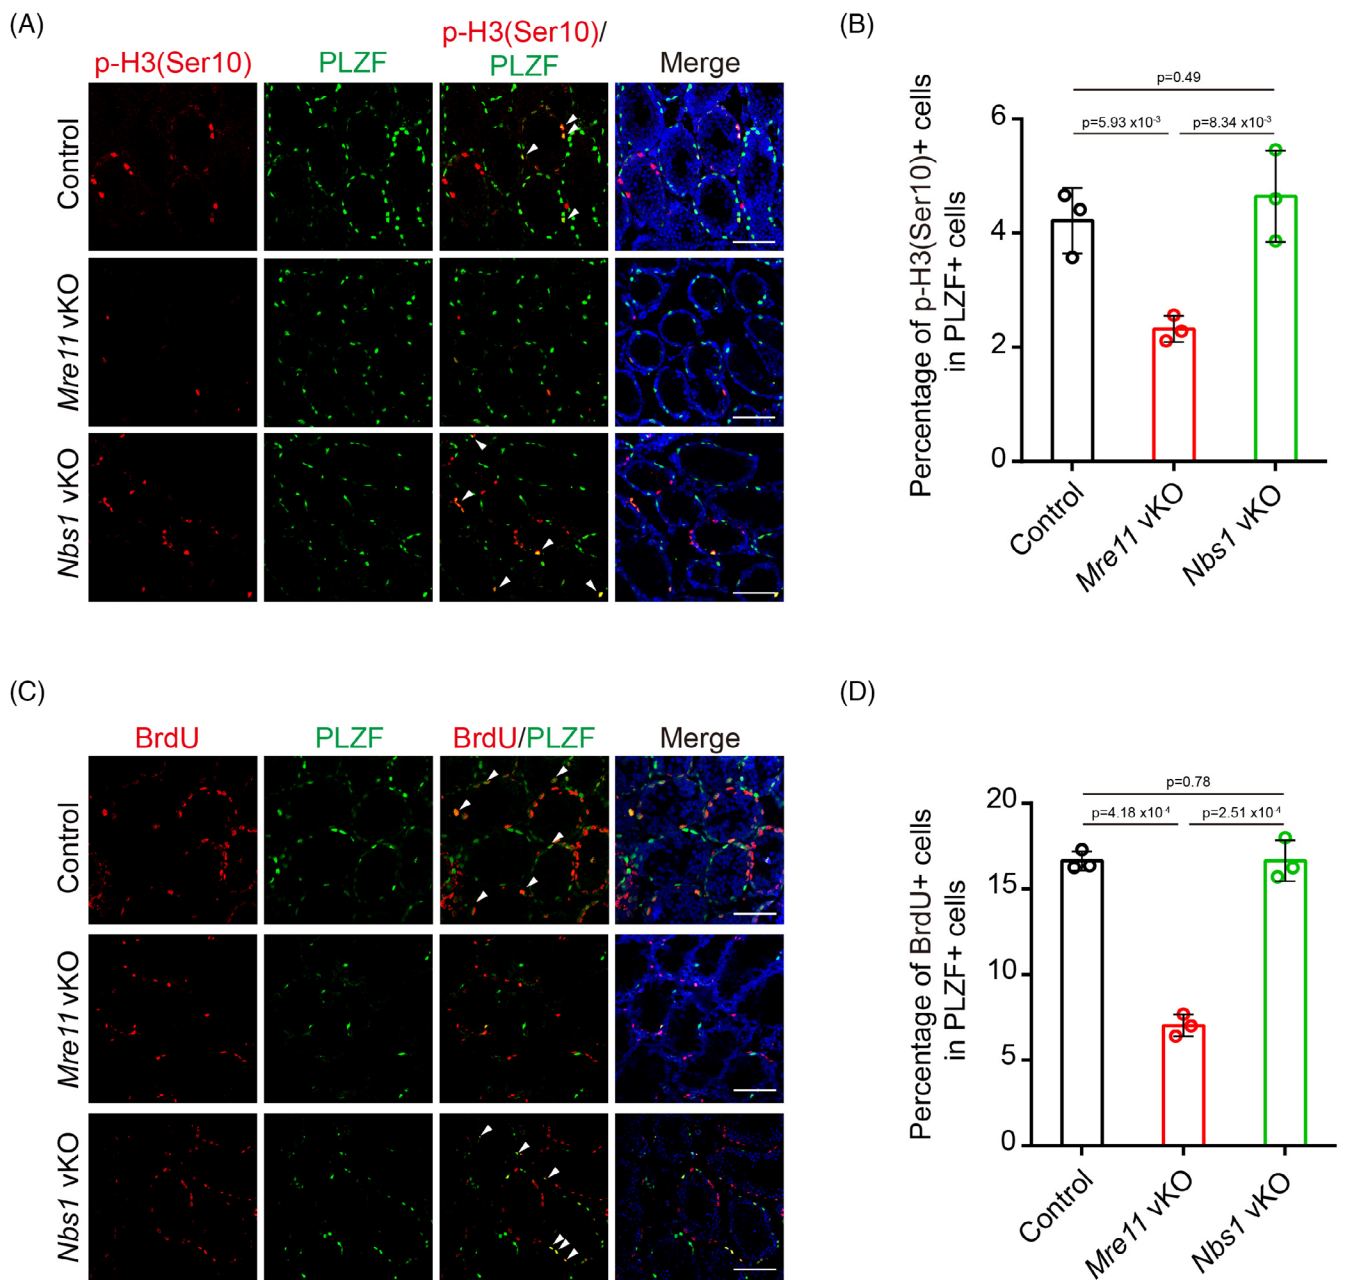 (A)
p-H3(Ser10)
PLZF
p-H3(Ser10)/
PLZF
Merge
Control
Mre11 vKO
Nbs1 vKO
(B)
Percentage of p-H3(Ser10)+ cells
in PLZF+ cells
6
4
2
0
p=0.49
p=5.93 x10-3
p=8.34 x10-3
Control
Mre11 vKO
Nbs1 vKO
(C)
BrdU
PLZF
BrdU/PLZF
Merge
Control
Mre11 vKO
Nbs1 vKO
(D)
Percentage of BrdU+ cells
in PLZF+ cells
20
15
10
5
0
p=0.78
p=4.18 x10-4
p=2.51 x10-4
Control
Mre11 vKO
Nbs1 vKO